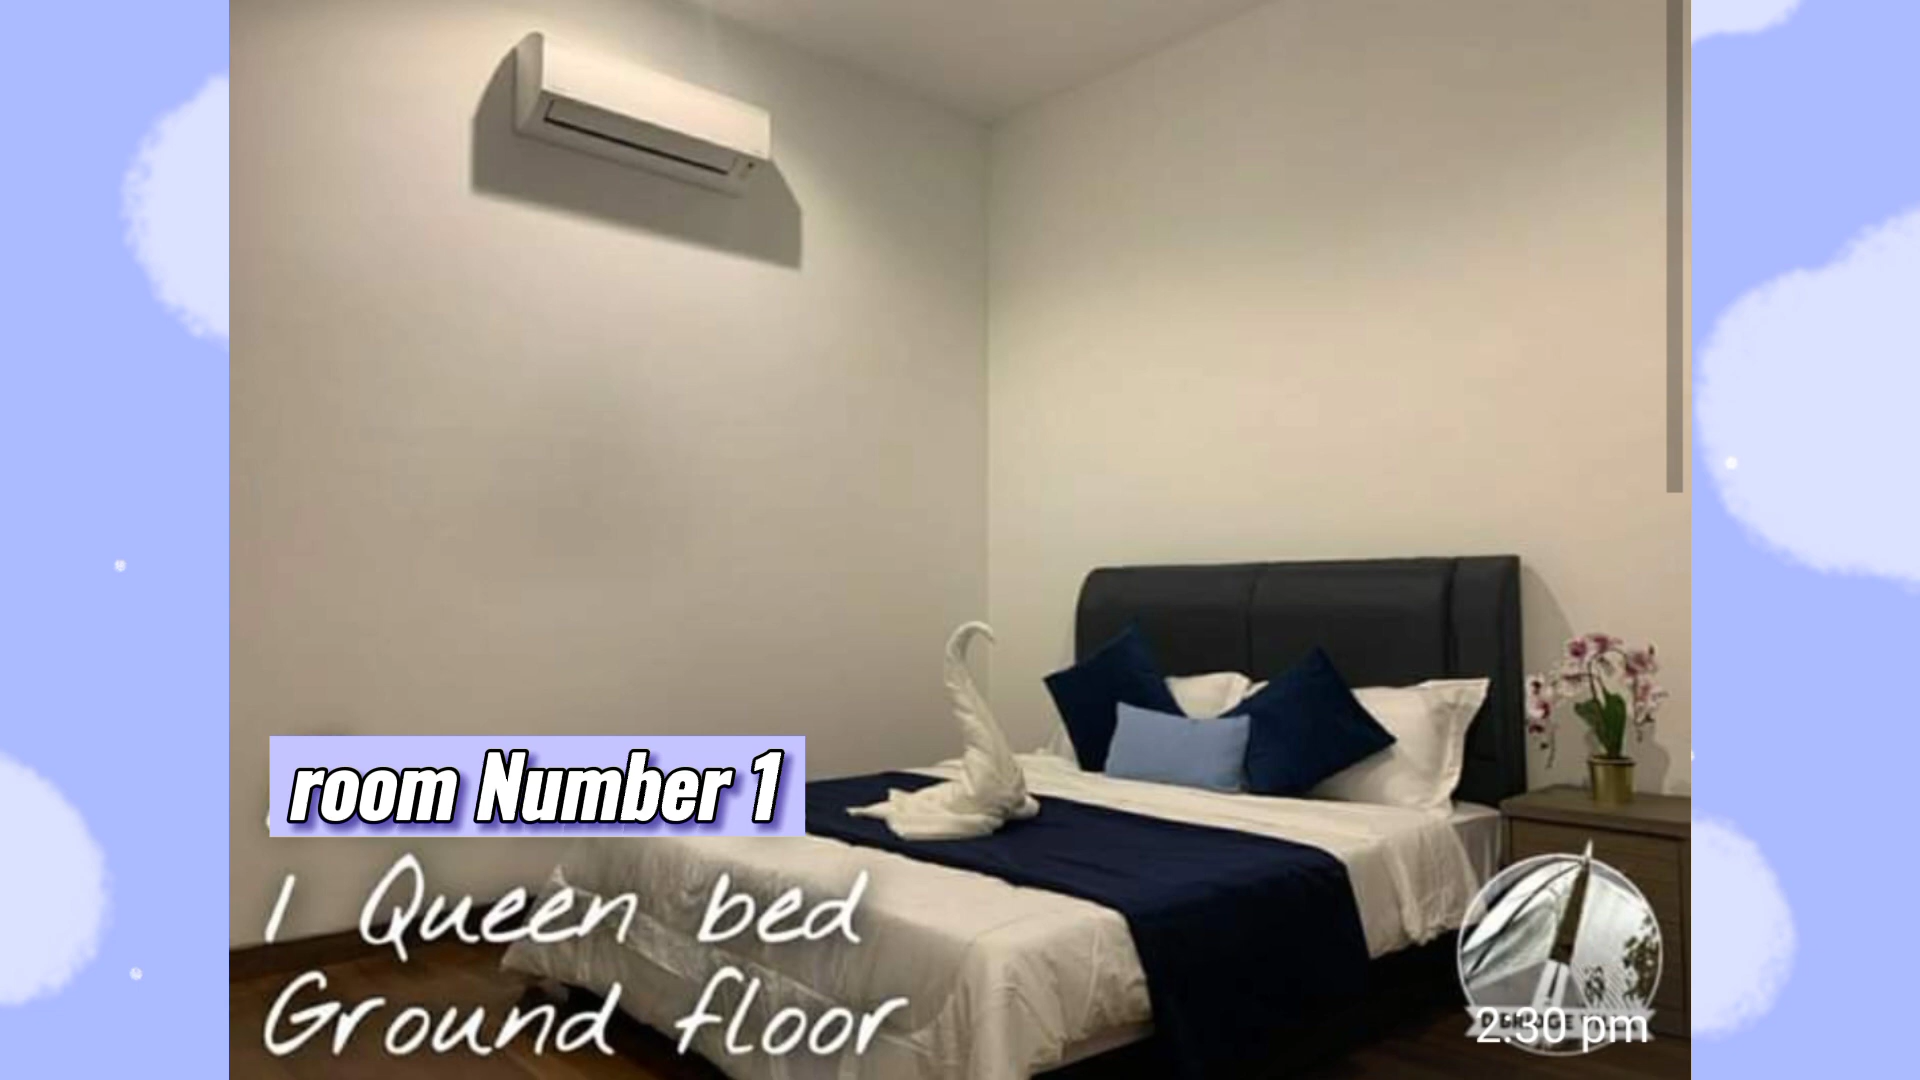 room Number 1
1 Queen bed
Ground floor
2:30 pm